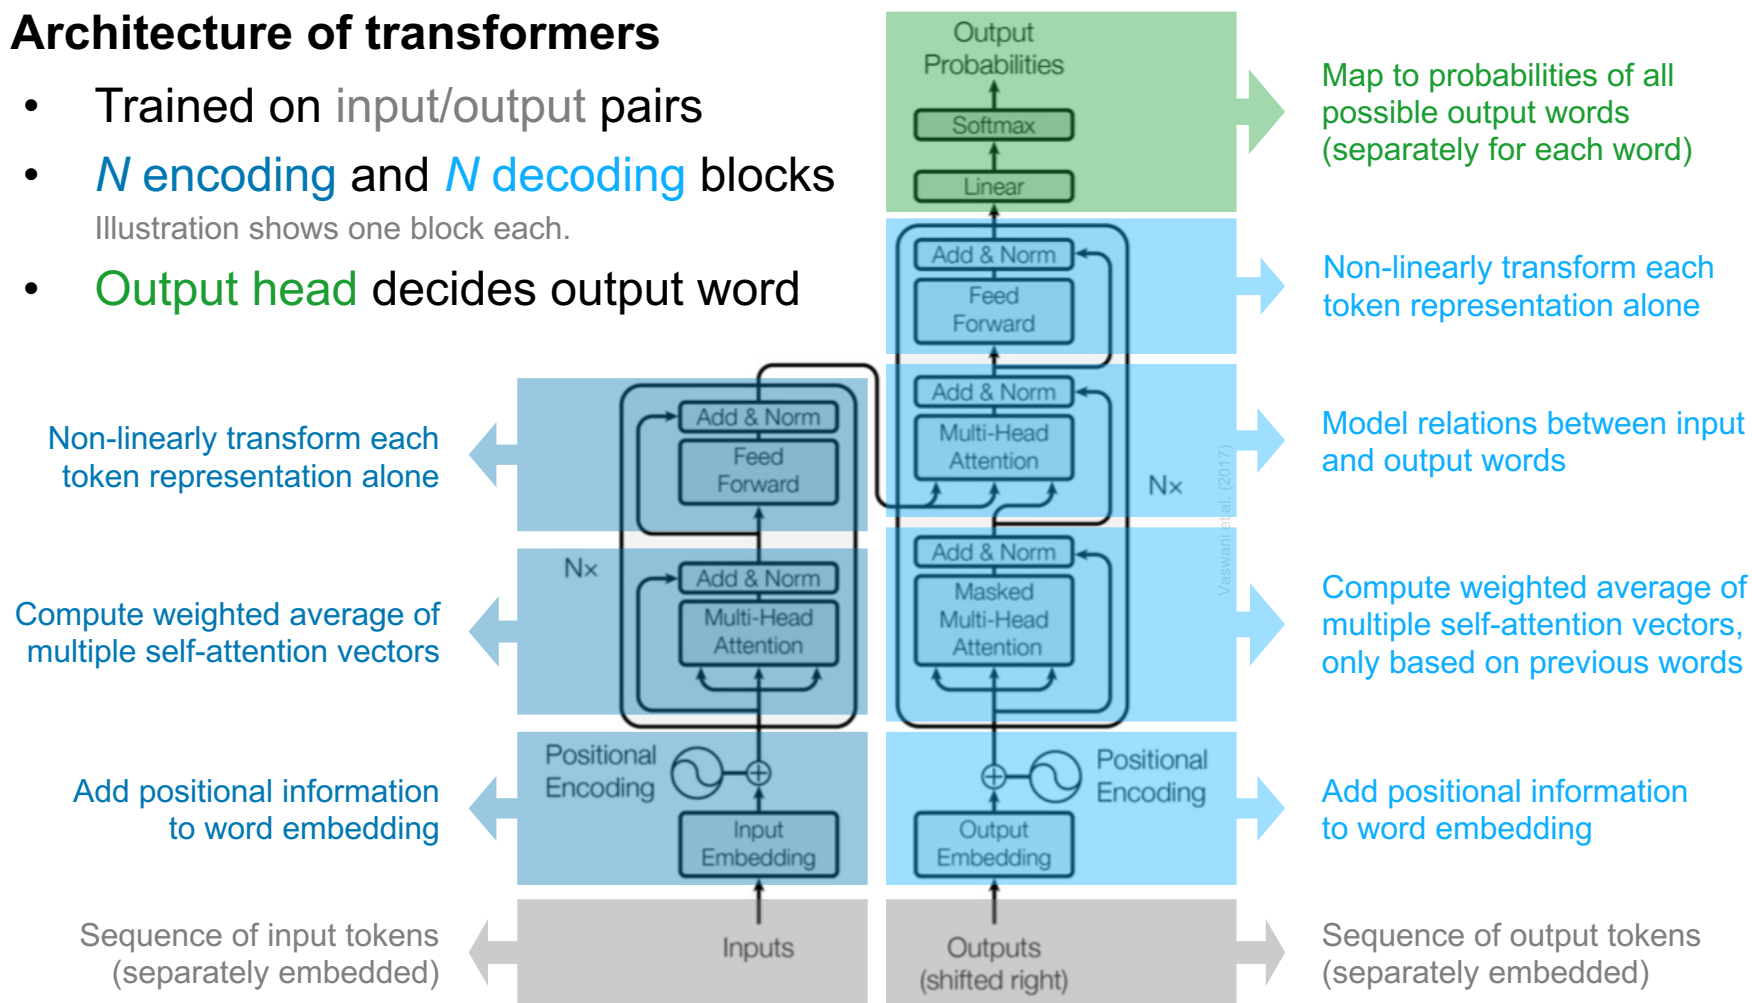 Architecture of transformers
• Trained on input/output pairs
• N encoding and N decoding blocks
Illustration shows one block each.
• Output head decides output word
Non-linearly transform each
token representation alone
Compute weighted average of
multiple self-attention vectors
Add positional information
to word embedding
Sequence of input tokens
(separately embedded)
Add & Norm
Feed
Forward
N×
Add & Norm
Multi-Head
Attention
Positional
Encoding
Input
Embedding
Inputs
Output
Probabilities
Softmax
Linear
Add & Norm
Feed
Forward
Add & Norm
Multi-Head
Attention
N×
Vaswani et al. (2017)
Add & Norm
Masked
Multi-Head
Attention
Positional
Encoding
Output
Embedding
Outputs
(shifted right)
Map to probabilities of all
possible output words
(separately for each word)
Non-linearly transform each
token representation alone
Model relations between input
and output words
Compute weighted average of
multiple self-attention vectors,
only based on previous words
Add positional information
to word embedding
Sequence of output tokens
(separately embedded)